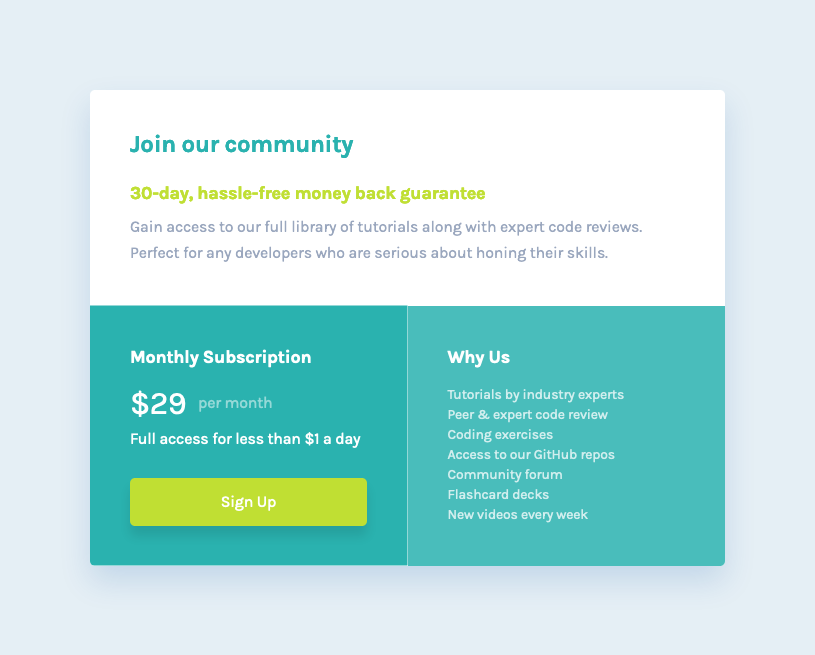 Join our community
30-day, hassle-free money back guarantee
Gain access to our full library of tutorials along with expert code reviews.
Perfect for any developers who are serious about honing their skills.
Monthly Subscription
$29 per month
Full access for less than $1 a day
Sign Up
Why Us
Tutorials by industry experts
Peer & expert code review
Coding exercises
Access to our GitHub repos
Community forum
Flashcard decks
New videos every week